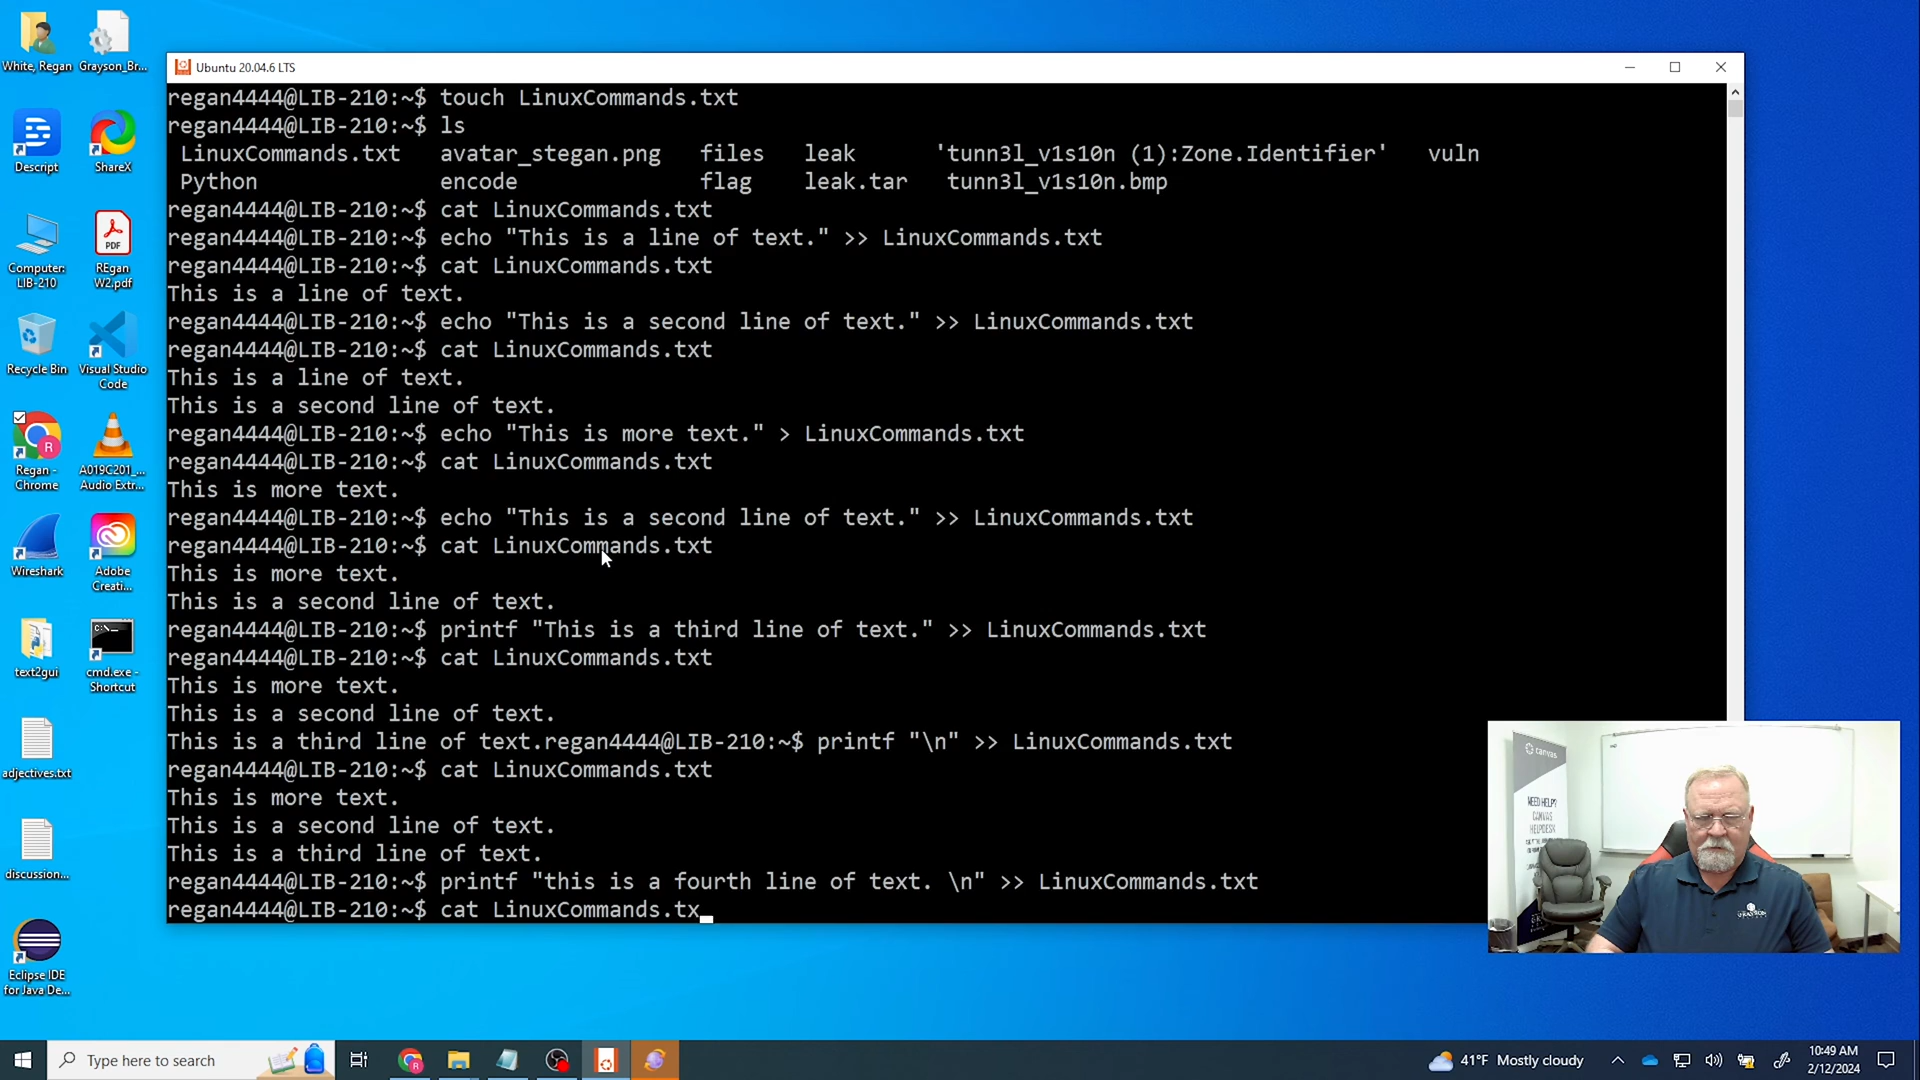 White, Regan
Grayson_Br...
Descript
ShareX
Computer:
LIB-210
REgan
W2.pdf
PDF
Recycle Bin
Visual Studio
Code
Regan -
Chrome
A019C201_...
Audio Extr...
Wireshark
Adobe
Creati...
text2gui
cmd.exe -
Shortcut
adjectives.txt
discussion...
Eclipse IDE
for Java De...
Ubuntu 20.04.6 LTS
regan4444@LIB-210:~$ touch LinuxCommands.txt
regan4444@LIB-210:~$ ls
LinuxCommands.txt avatar_stegan.png files leak 'tunn3l_v1s10n (1):Zone.Identifier' vuln
Python encode flag leak.tar tunn3l_v1s10n.bmp
regan4444@LIB-210:~$ cat LinuxCommands.txt
regan4444@LIB-210:~$ echo "This is a line of text." >> LinuxCommands.txt
regan4444@LIB-210:~$ cat LinuxCommands.txt
This is a line of text.
regan4444@LIB-210:~$ echo "This is a second line of text." >> LinuxCommands.txt
regan4444@LIB-210:~$ cat LinuxCommands.txt
This is a line of text.
This is a second line of text.
regan4444@LIB-210:~$ echo "This is more text." > LinuxCommands.txt
regan4444@LIB-210:~$ cat LinuxCommands.txt
This is more text.
regan4444@LIB-210:~$ echo "This is a second line of text." >> LinuxCommands.txt
regan4444@LIB-210:~$ cat LinuxCommands.txt
This is more text.
This is a second line of text.
regan4444@LIB-210:~$ printf "This is a third line of text." >> LinuxCommands.txt
regan4444@LIB-210:~$ cat LinuxCommands.txt
This is more text.
This is a second line of text.
This is a third line of text.regan4444@LIB-210:~$ printf "\n" >> LinuxCommands.txt
regan4444@LIB-210:~$ cat LinuxCommands.txt
This is more text.
This is a second line of text.
This is a third line of text.
regan4444@LIB-210:~$ printf "this is a fourth line of text. \n" >> LinuxCommands.txt
regan4444@LIB-210:~$ cat LinuxCommands.tx
canvas
NEED HELP?
CANVAS
HELPDESK
GRAYSON
Type here to search
41°F Mostly cloudy
10:49 AM
2/12/2024